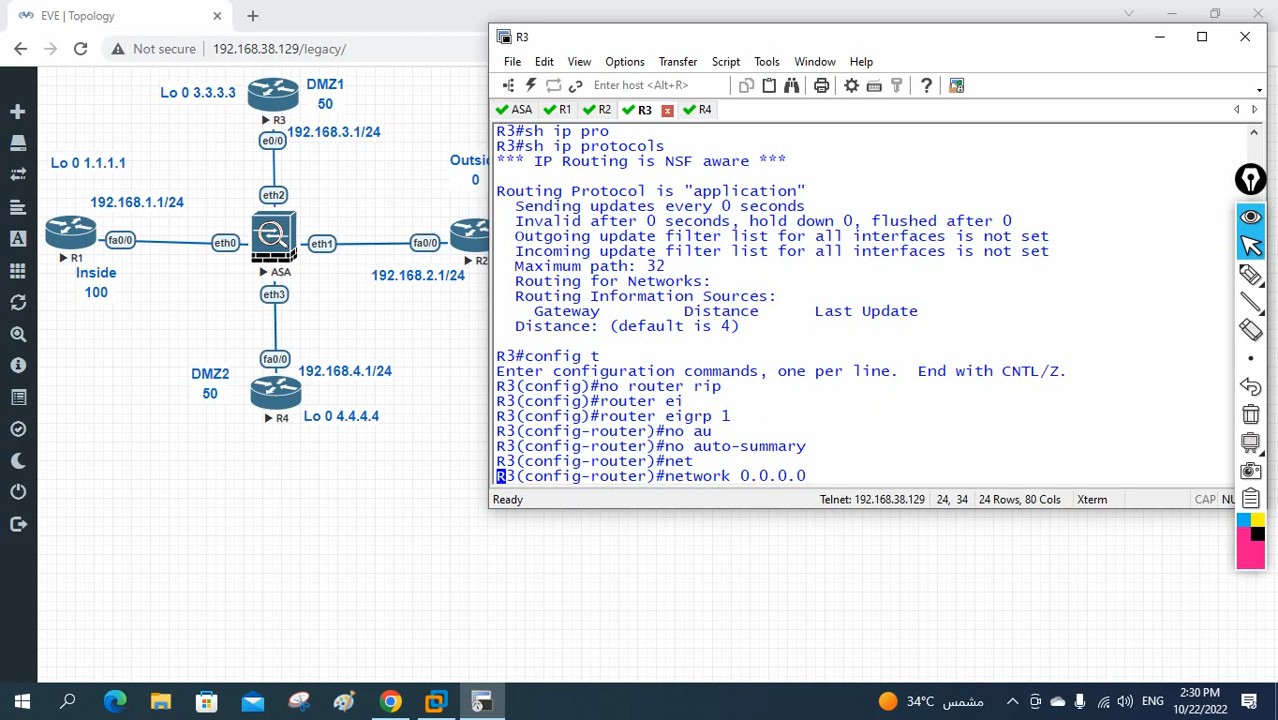 EVE | Topology
Not secure
192.168.38.129/legacy/
Lo 0 3.3.3.3
DMZ1
50
R3
192.168.3.1/24
e0/0
Lo 0 1.1.1.1
Outsi
0
192.168.1.1/24
eth2
fa0/0
eth0
eth1
fa0/0
R1
ASA
R2
Inside
100
192.168.2.1/24
eth3
fa0/0
DMZ2
50
192.168.4.1/24
R4
Lo 0 4.4.4.4
R3
File Edit View Options Transfer Script Tools Window Help
Enter host <Alt+R>
ASA R1 R2 R3 R4
R3#sh ip pro
R3#sh ip protocols
*** IP Routing is NSF aware ***
Routing Protocol is "application"
Sending updates every 0 seconds
Invalid after 0 seconds, hold down 0, flushed after 0
Outgoing update filter list for all interfaces is not set
Incoming update filter list for all interfaces is not set
Maximum path: 32
Routing for Networks:
Routing Information Sources:
Gateway Distance Last Update
Distance: (default is 4)
R3#config t
Enter configuration commands, one per line. End with CNTL/Z.
R3(config)#no router rip
R3(config)#router ei
R3(config)#router eigrp 1
R3(config-router)#no au
R3(config-router)#no auto-summary
R3(config-router)#net
R3(config-router)#network 0.0.0.0
Ready
Telnet: 192.168.38.129
24, 34
24 Rows, 80 Cols
Xterm
CAP
NU
34°C
مشمس
ENG
2:30 PM
10/22/2022